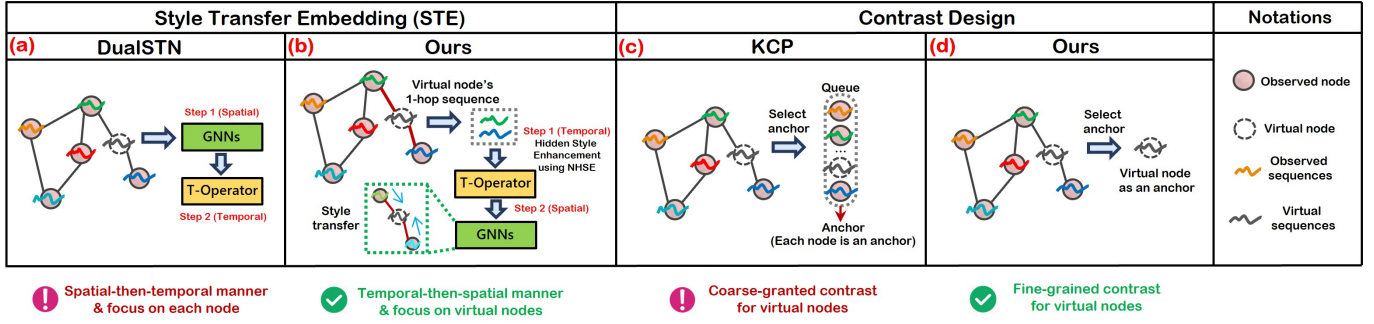 Style Transfer Embedding (STE)
Contrast Design
Notations
(a)
DualSTN
(b)
Ours
(c)
KCP
(d)
Ours
Step 1 (Spatial)
GNNs
T-Operator
Step 2 (Temporal)
Virtual node's
1-hop sequence
Step 1 (Temporal)
Hidden Style
Enhancement
using NHSE
T-Operator
Step 2 (Spatial)
GNNs
Style
transfer
Select
anchor
Queue
...
Anchor
(Each node is an anchor)
Select
anchor
Virtual node
as an anchor
Observed node
Virtual node
Observed
sequences
Virtual
sequences
Spatial-then-temporal manner
& focus on each node
Temporal-then-spatial manner
& focus on virtual nodes
Coarse-granted contrast
for virtual nodes
Fine-grained contrast
for virtual nodes